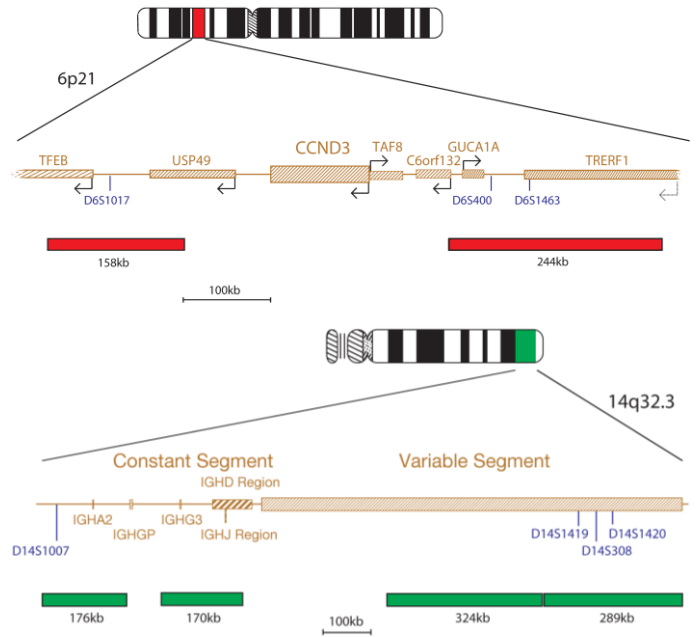 6p21
CCND3
TAF8
GUCA1A
TFEB
USP49
C6orf132
TRERF1
D6S1017
D6S400
D6S1463
158kb
244kb
100kb
14q32.3
Constant Segment
Variable Segment
IGHD Region
IGHA2
IGHG3
IGHGP
IGHJ Region
D14S1007
D14S1419
D14S1420
D14S308
176kb
170kb
324kb
289kb
100kb